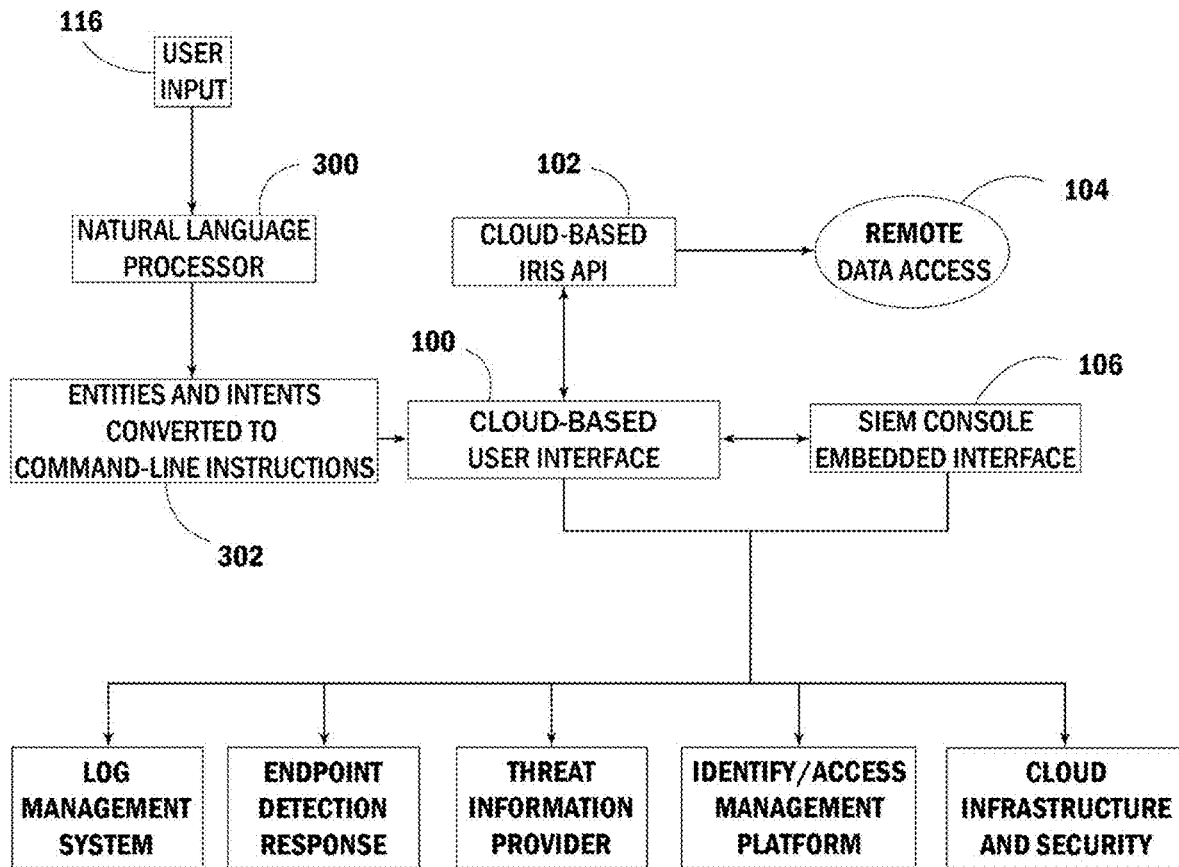 116
USER
INPUT
300
NATURAL LANGUAGE
PROCESSOR
102
CLOUD-BASED
IRIS API
104
REMOTE
DATA ACCESS
ENTITIES AND INTENTS
CONVERTED TO
COMMAND-LINE INSTRUCTIONS
302
100
CLOUD-BASED
USER INTERFACE
106
SIEM CONSOLE
EMBEDDED INTERFACE
LOG
MANAGEMENT
SYSTEM
ENDPOINT
DETECTION
RESPONSE
THREAT
INFORMATION
PROVIDER
IDENTIFY/ACCESS
MANAGEMENT
PLATFORM
CLOUD
INFRASTRUCTURE
AND SECURITY